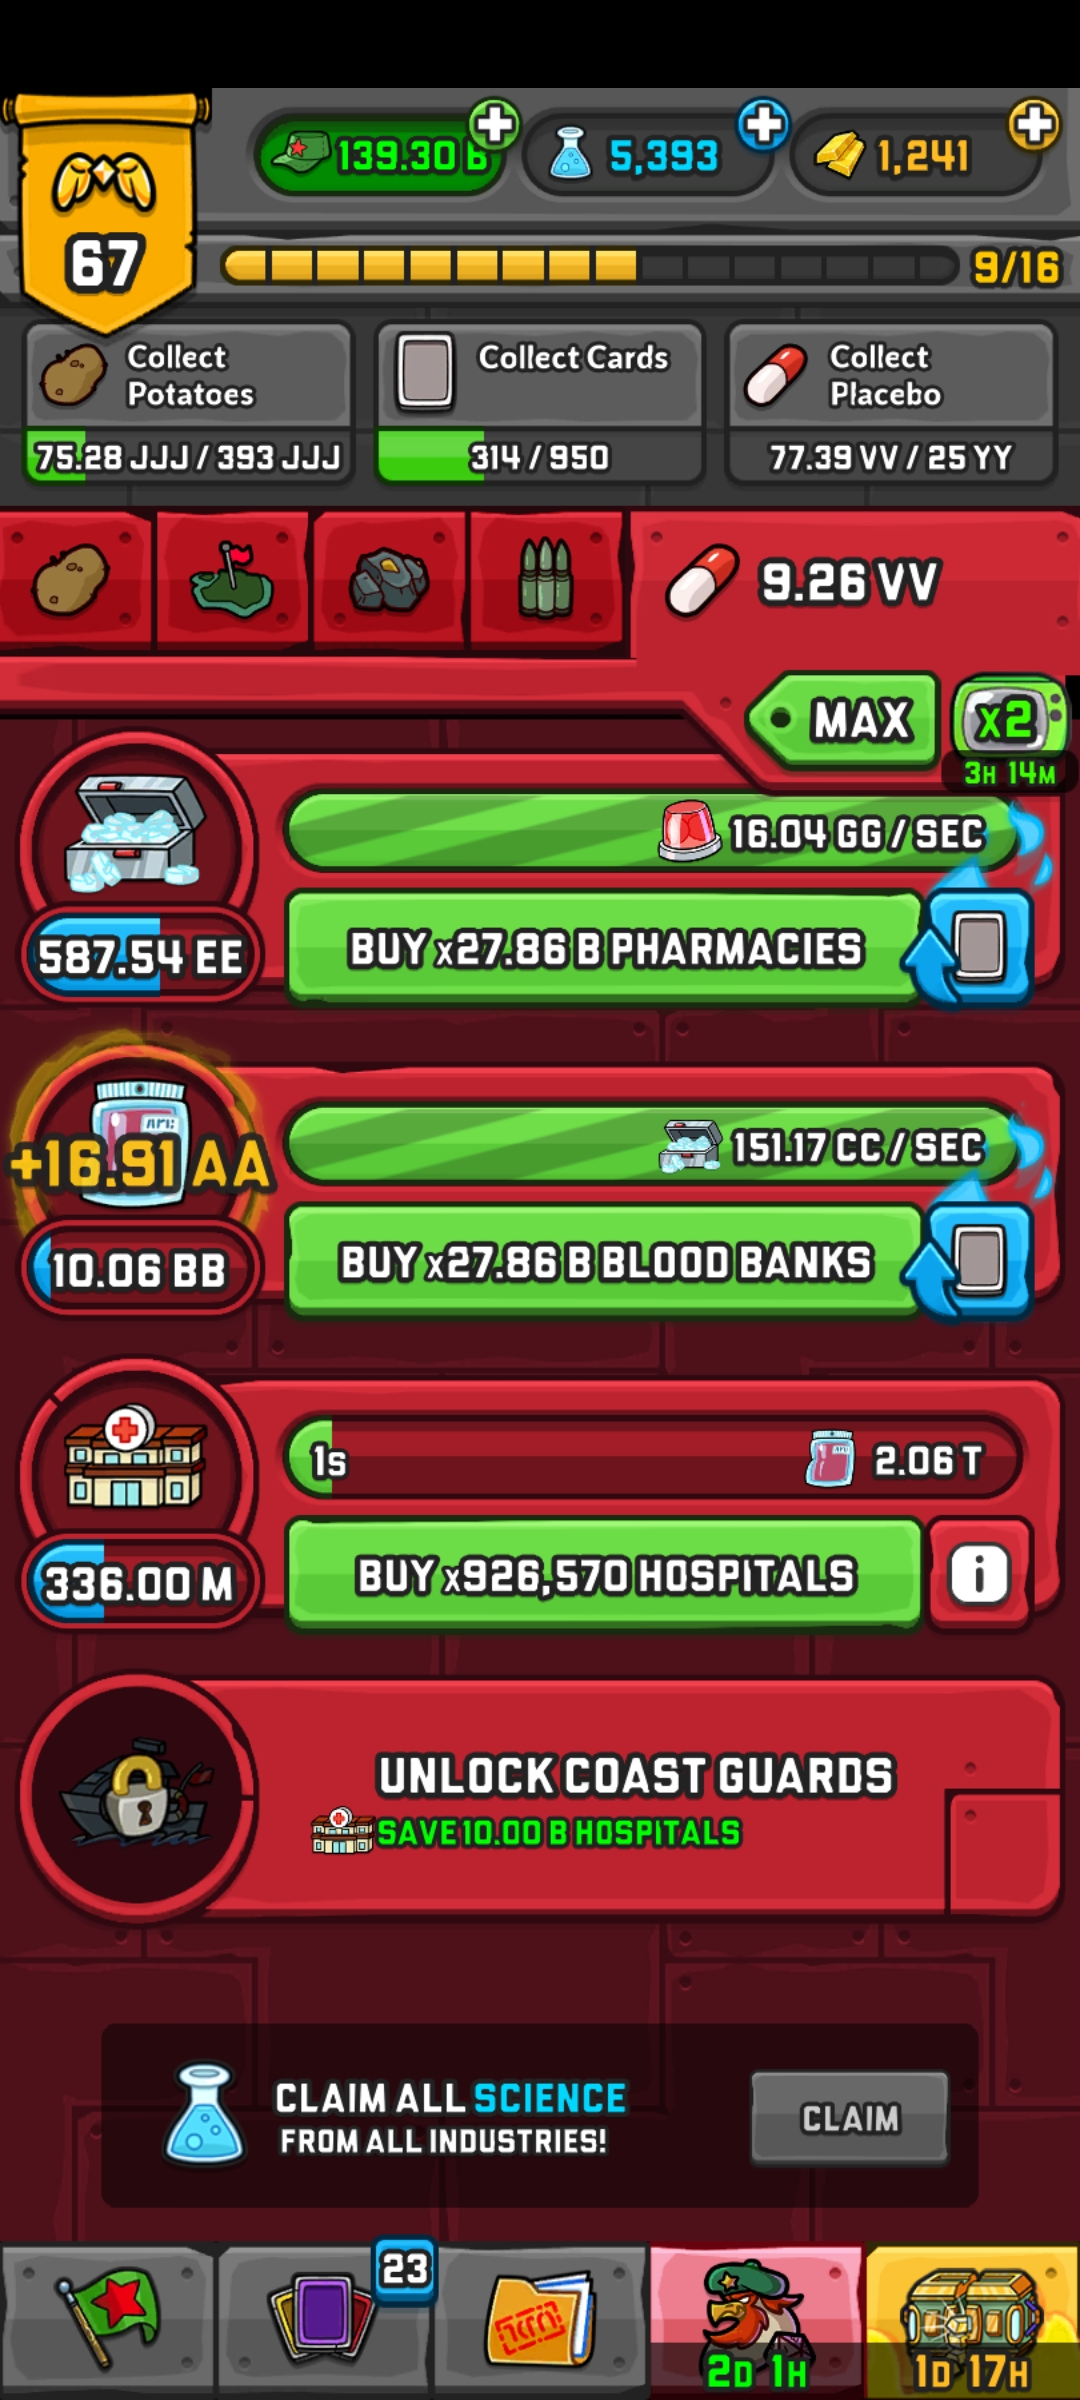 139.30 B
5,393
1,241
67
9/16
Collect
Potatoes
75.28 JJJ / 393 JJJ
Collect Cards
314 / 950
Collect
Placebo
77.39 VV / 25 YY
9.26 VV
MAX
x2
3H 14M
16.04 GG / SEC
587.54 EE
BUY x27.86 B PHARMACIES
+16.91 AA
151.17 CC / SEC
10.06 BB
BUY x27.86 B BLOOD BANKS
1s
2.06 T
336.00 M
BUY x926,570 HOSPITALS
i
UNLOCK COAST GUARDS
SAVE 10.00 B HOSPITALS
CLAIM ALL SCIENCE
FROM ALL INDUSTRIES!
CLAIM
23
2D 1H
1D 17H